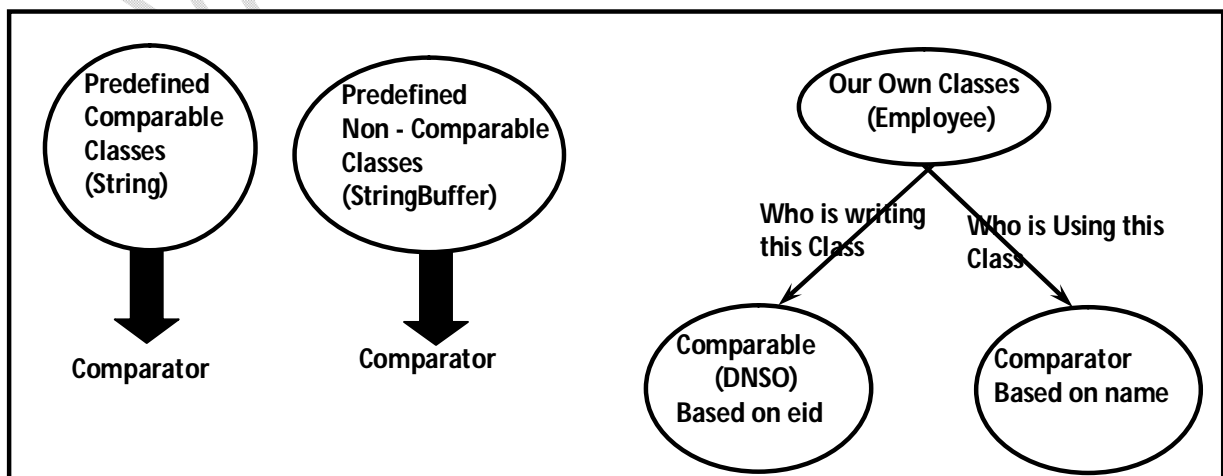 Predefined
Comparable
Classes
(String)
Comparator
Predefined
Non - Comparable
Classes
(StringBuffer)
Comparator
Our Own Classes
(Employee)
Who is writing
this Class
Who is Using this
Class
Comparable
(DNSO)
Based on eid
Comparator
Based on name